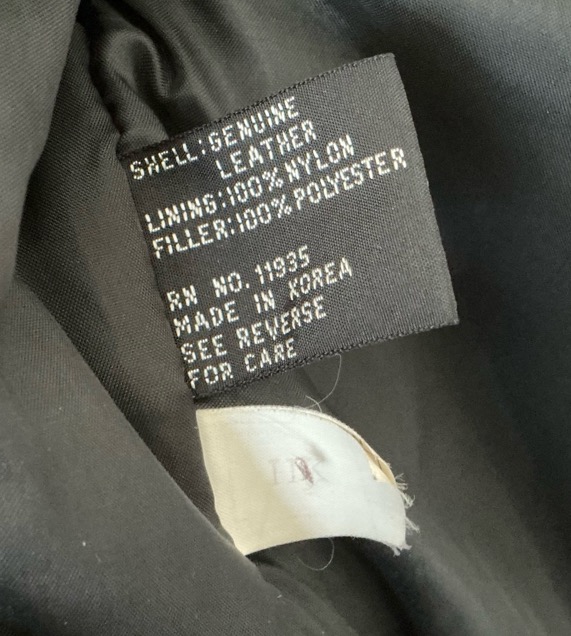 SHELL:GENUINE
LEATHER
LINING:100% NYLON
FILLER:100% POLYESTER
RN NO. 11935
MADE IN KOREA
SEE REVERSE
FOR CARE